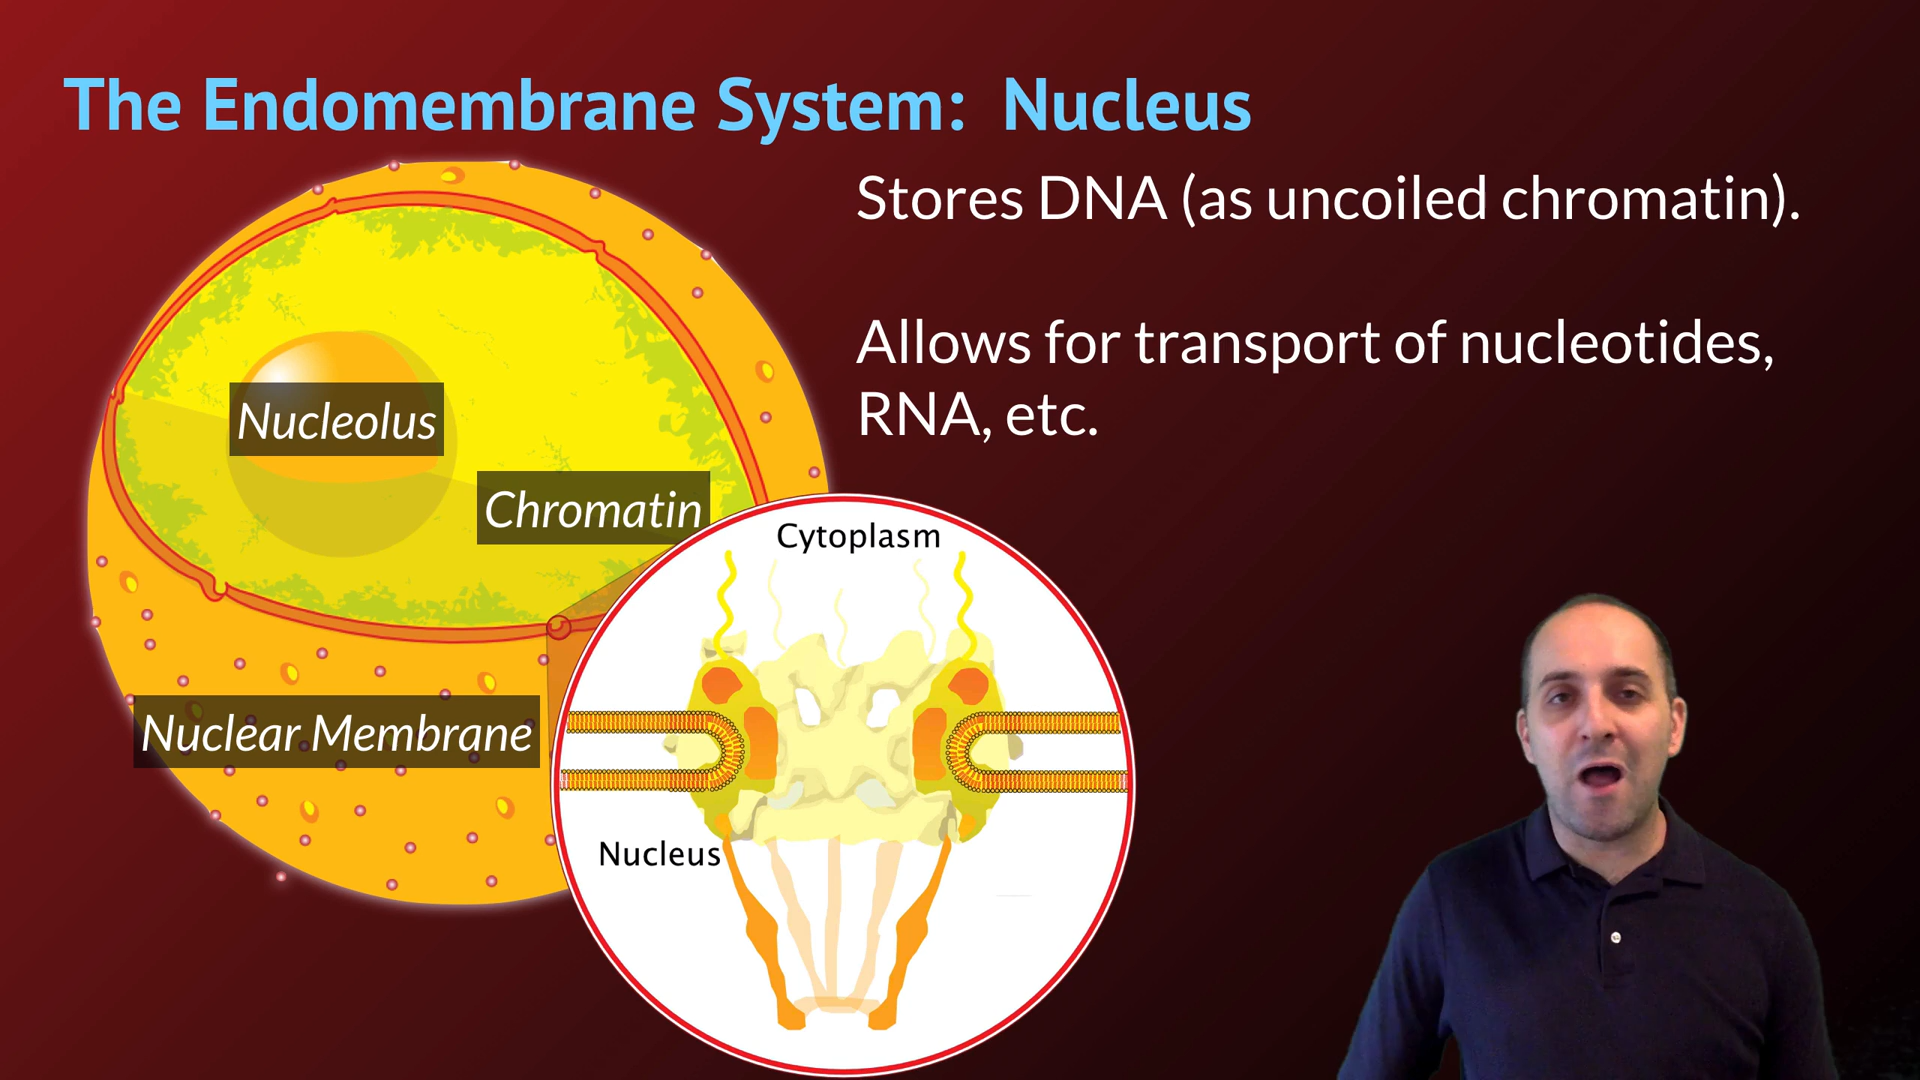 The Endomembrane System: Nucleus
Stores DNA (as uncoiled chromatin).
Allows for transport of nucleotides,
RNA, etc.
Nucleolus
Chromatin
Cytoplasm
Nuclear Membrane
Nucleus